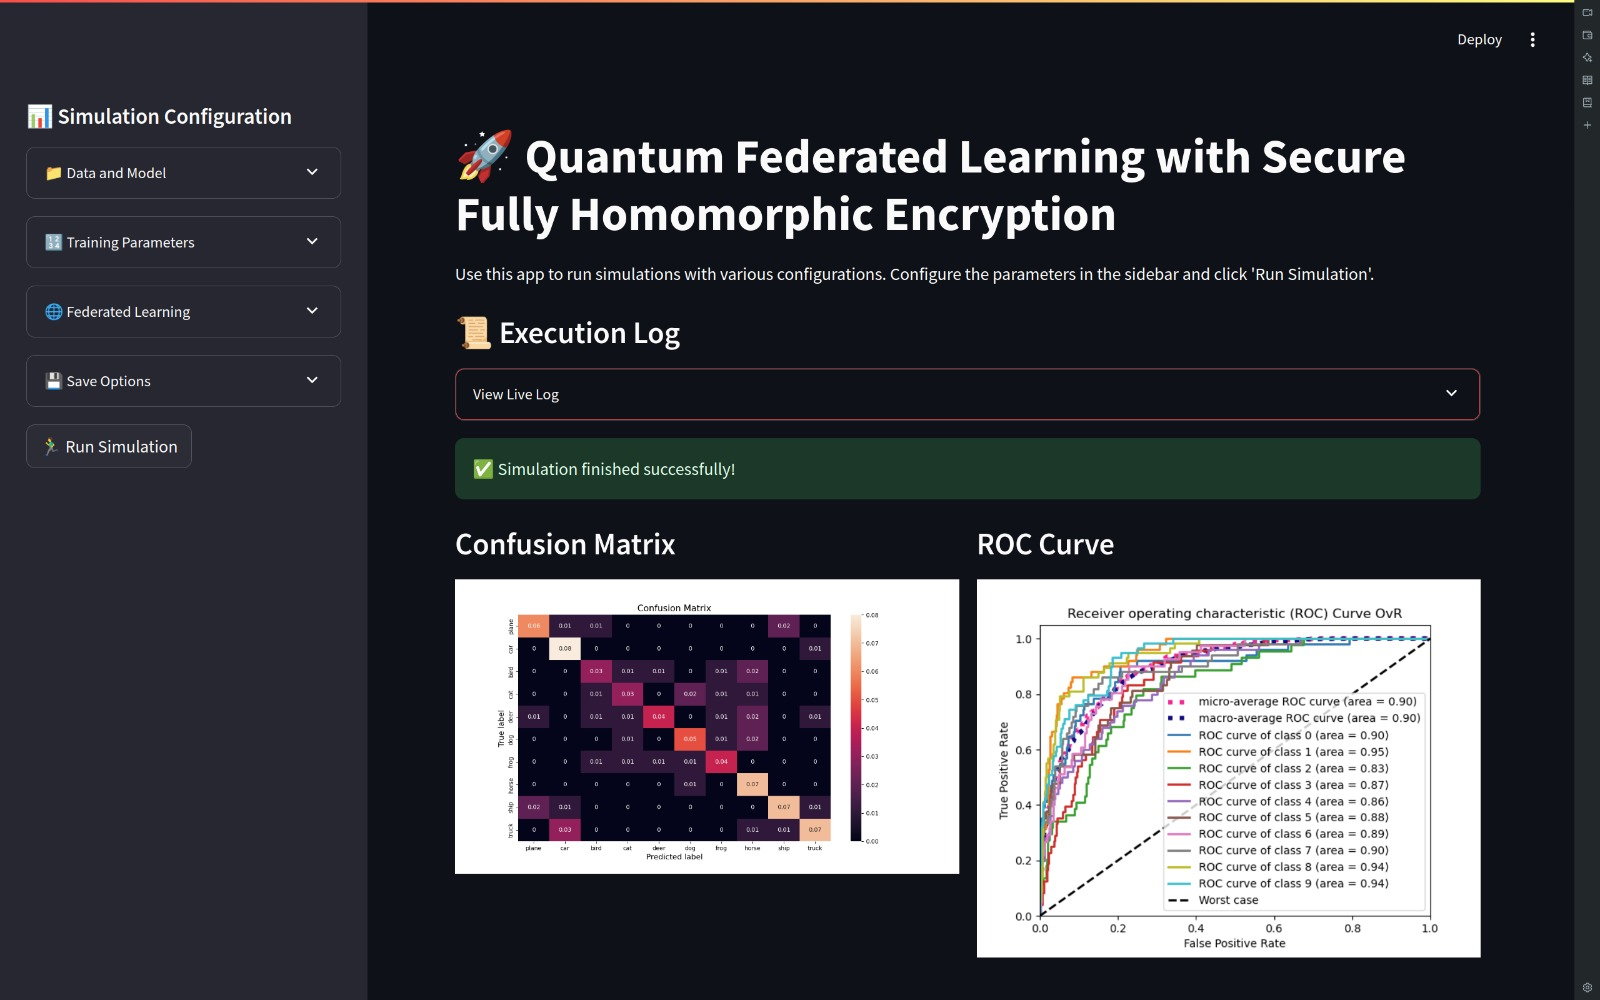 Deploy
📊 Simulation Configuration
📁 Data and Model
🔢 Training Parameters
🌐 Federated Learning
💾 Save Options
🏃 Run Simulation
🚀 Quantum Federated Learning with Secure
Fully Homomorphic Encryption
Use this app to run simulations with various configurations. Configure the parameters in the sidebar and click 'Run Simulation'.
📜 Execution Log
View Live Log
✅ Simulation finished successfully!
Confusion Matrix
Confusion Matrix
True label
plane 0.06 0.01 0.01 0 0 0 0 0 0.02 0
car 0 0.08 0 0 0 0 0 0 0 0.01
bird 0 0 0.03 0.01 0.01 0 0.01 0.02 0 0
cat 0 0 0.01 0.03 0 0.02 0.01 0.01 0 0
deer 0.01 0 0.01 0.01 0.04 0 0.01 0.02 0 0.01
dog 0 0 0 0.01 0 0.05 0.01 0.02 0 0
frog 0 0 0.01 0.01 0.01 0.01 0.04 0 0 0
horse 0 0 0 0 0 0.01 0 0.07 0 0
ship 0.02 0.01 0 0 0 0 0 0 0.07 0.01
truck 0 0.03 0 0 0 0 0 0.01 0.01 0.07
plane car bird cat deer dog frog horse ship truck
Predicted label
0.08
0.07
0.06
0.05
0.04
0.03
0.02
0.01
0.00
ROC Curve
Receiver operating characteristic (ROC) Curve OvR
True Positive Rate
1.0
0.8
0.6
0.4
0.2
0.0
micro-average ROC curve (area = 0.90)
macro-average ROC curve (area = 0.90)
ROC curve of class 0 (area = 0.90)
ROC curve of class 1 (area = 0.95)
ROC curve of class 2 (area = 0.83)
ROC curve of class 3 (area = 0.87)
ROC curve of class 4 (area = 0.86)
ROC curve of class 5 (area = 0.88)
ROC curve of class 6 (area = 0.89)
ROC curve of class 7 (area = 0.90)
ROC curve of class 8 (area = 0.94)
ROC curve of class 9 (area = 0.94)
Worst case
0.0 0.2 0.4 0.6 0.8 1.0
False Positive Rate